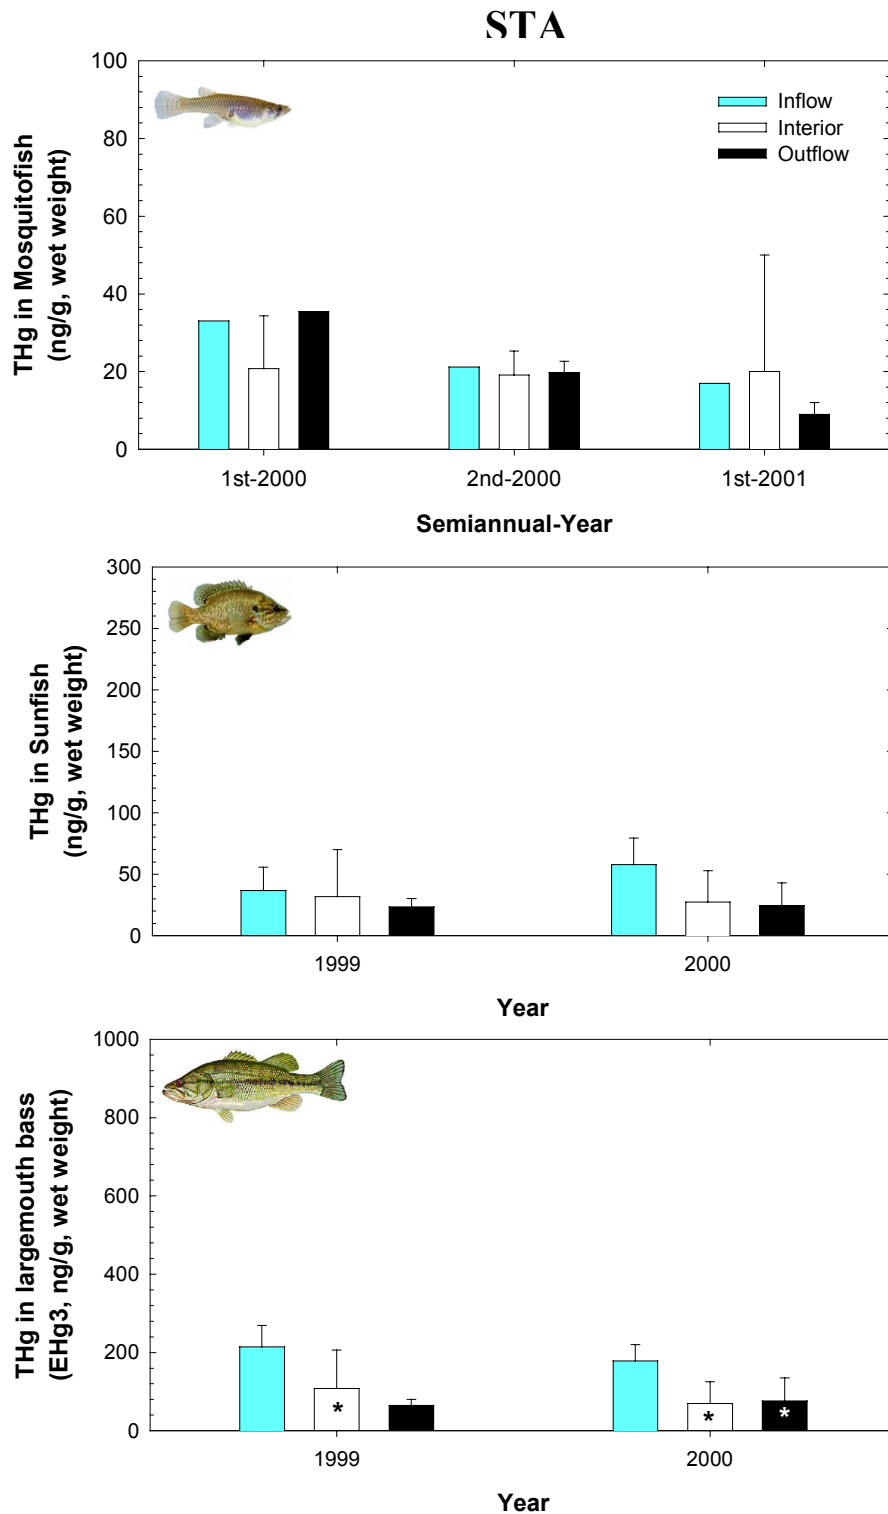 STA
THg in Mosquitofish
(ng/g, wet weight)
100
80
60
40
20
0
Inflow
Interior
Outflow
1st-2000 2nd-2000 1st-2001
Semiannual-Year
THg in Sunfish
(ng/g, wet weight)
300
250
200
150
100
50
0
1999 2000
Year
THg in largemouth bass
(EHg3, ng/g, wet weight)
1000
800
600
400
200
0
* * *
1999 2000
Year